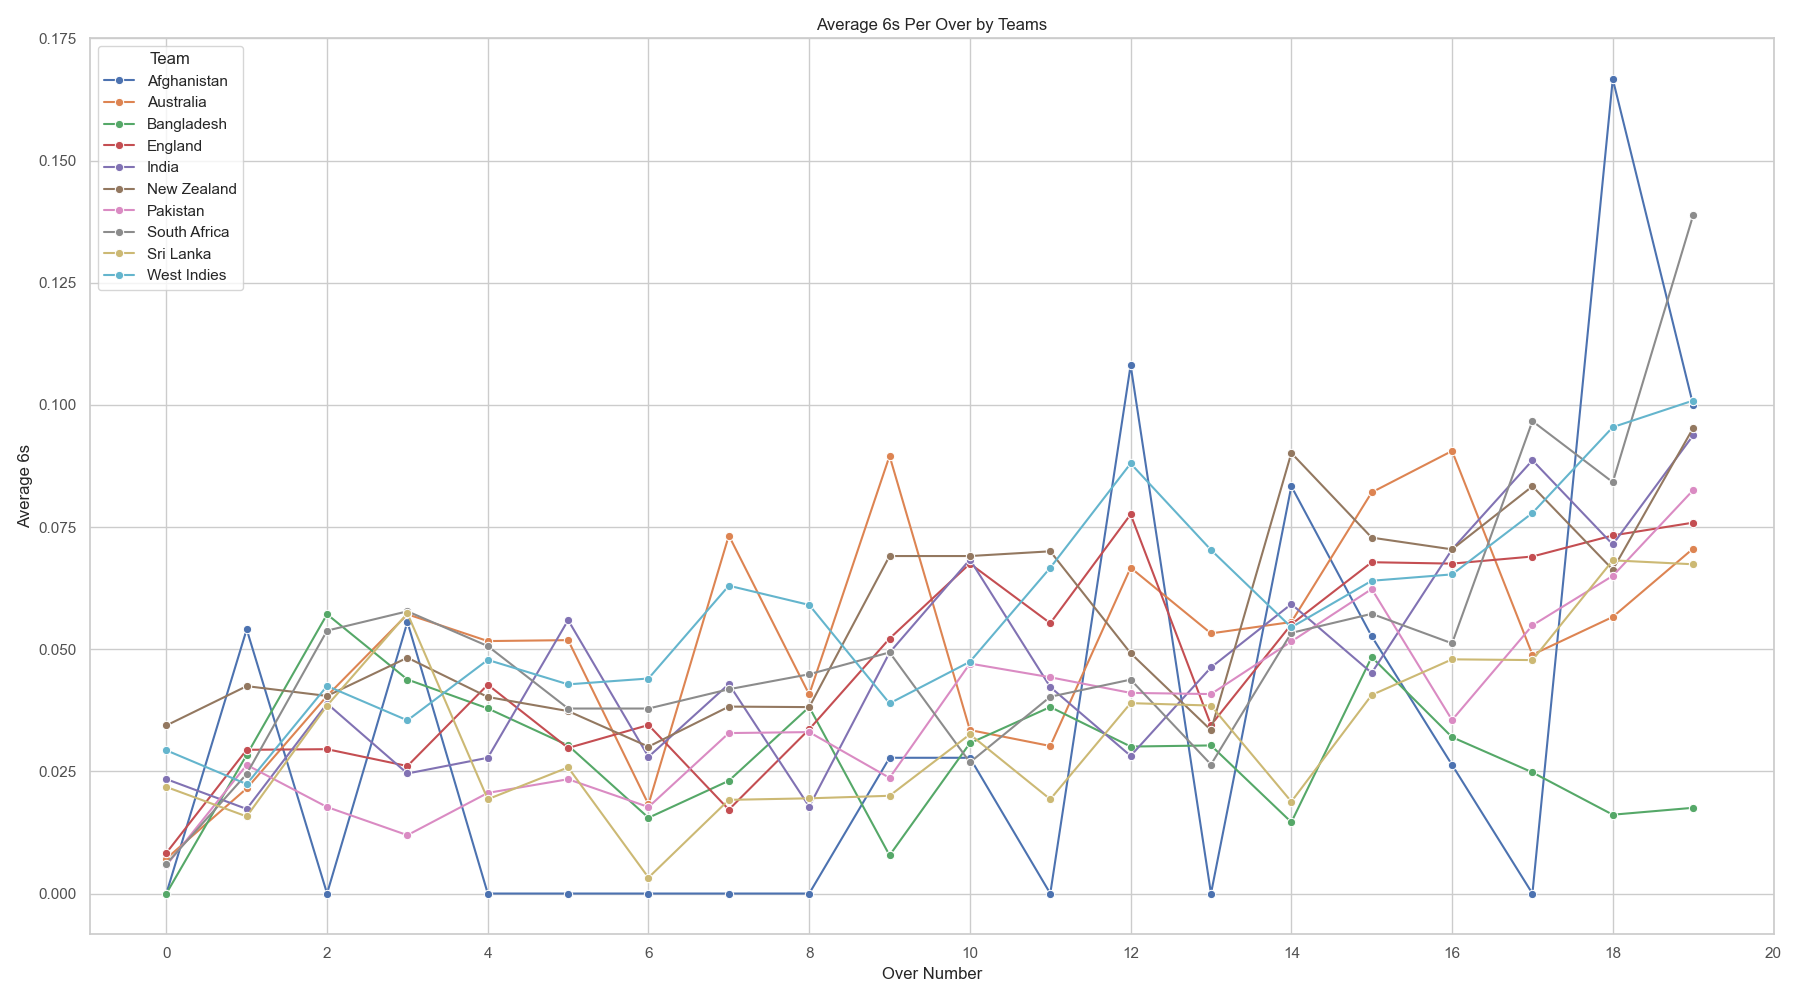 Average 6s Per Over by Teams
Team
Afghanistan
Australia
Bangladesh
England
India
New Zealand
Pakistan
South Africa
Sri Lanka
West Indies
0.175
0.150
0.125
0.100
0.075
0.050
0.025
0.000
Average 6s
0 2 4 6 8 10 12 14 16 18 20
Over Number